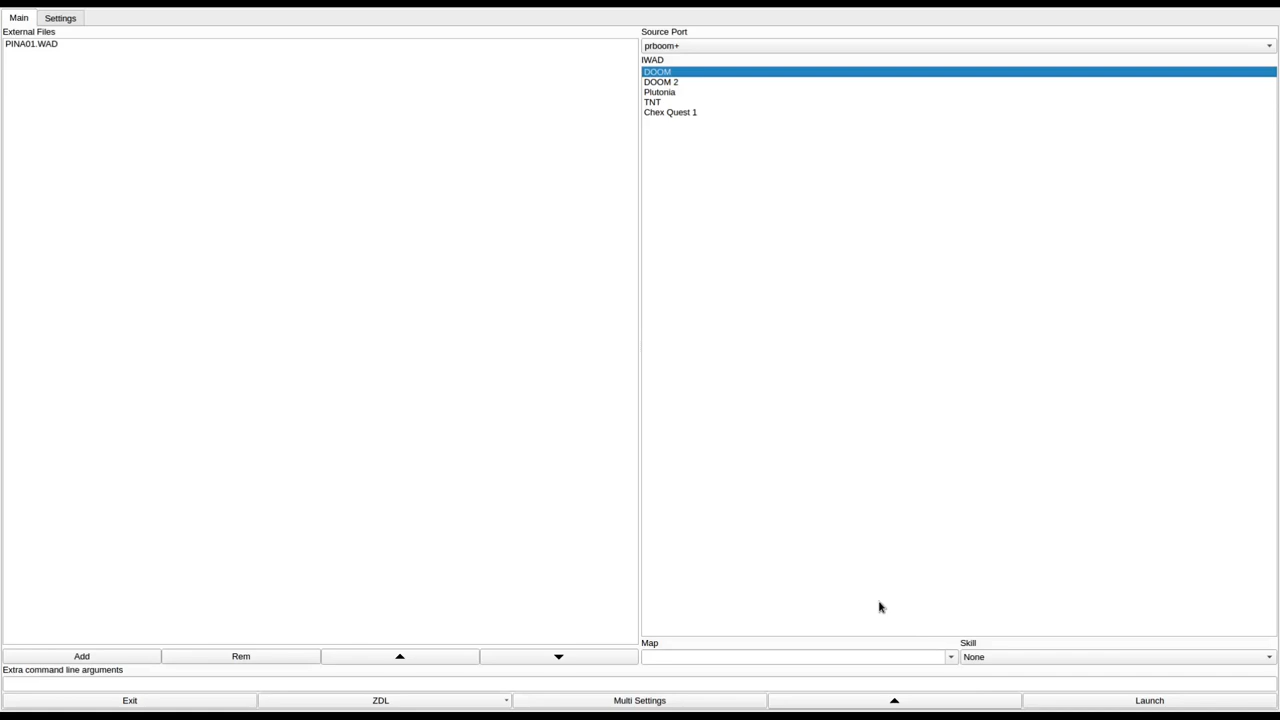 Main Settings
External Files
PINA01.WAD
Source Port
prboom+
IWAD
DOOM
DOOM 2
Plutonia
TNT
Chex Quest 1
Add Rem
Map Skill
None
Extra command line arguments
Exit ZDL Multi Settings Launch